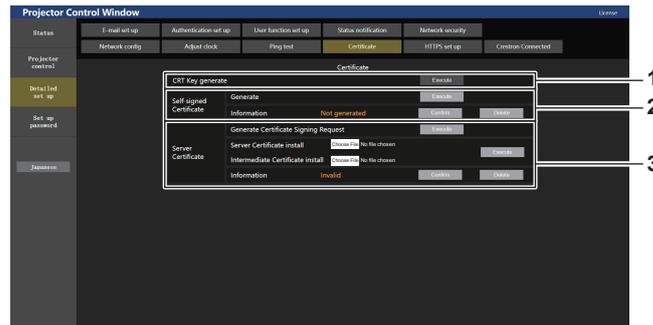 Projector Control Window
License
Status
E-mail set up
Authentication set up
User function set up
Status notification
Network security
Network config
Adjust clock
Ping test
Certificate
HTTPS set up
Crestron Connected
Projector
control
Detailed
set up
Set up
password
Japanese
Certificate
CRT Key generate
Execute
1
Self-signed
Certificate
Generate
Execute
Information
Not generated
Confirm
Delete
2
Server
Certificate
Generate Certificate Signing Request
Execute
Server Certificate install
Choose File No file chosen
Intermediate Certificate install
Choose File No file chosen
Execute
Information
Invalid
Confirm
Delete
3